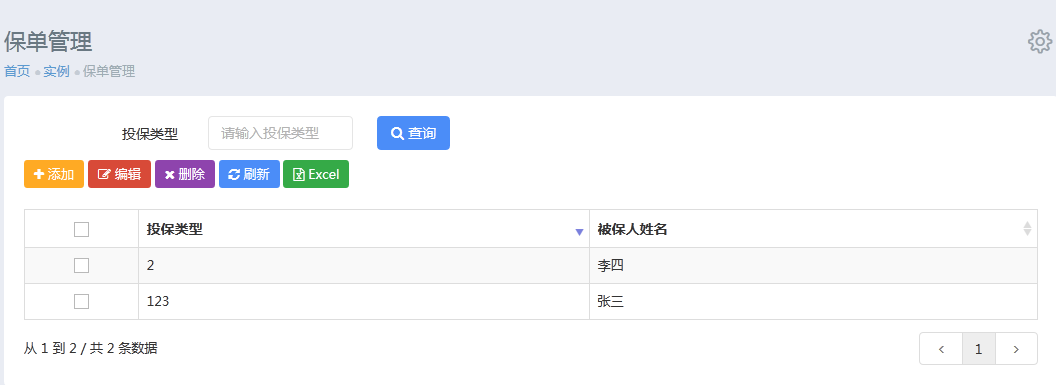 保单管理
首页 实例 保单管理
投保类型 请输入投保类型 查询
添加 编辑 删除 刷新 Excel
投保类型 被保人姓名
2 李四
123 张三
从 1 到 2 / 共 2 条数据 < 1 >